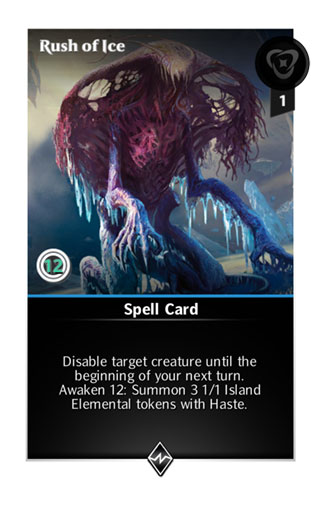 Rush of Ice
1
12
Spell Card
Disable target creature until the
beginning of your next turn.
Awaken 12: Summon 3 1/1 Island
Elemental tokens with Haste.